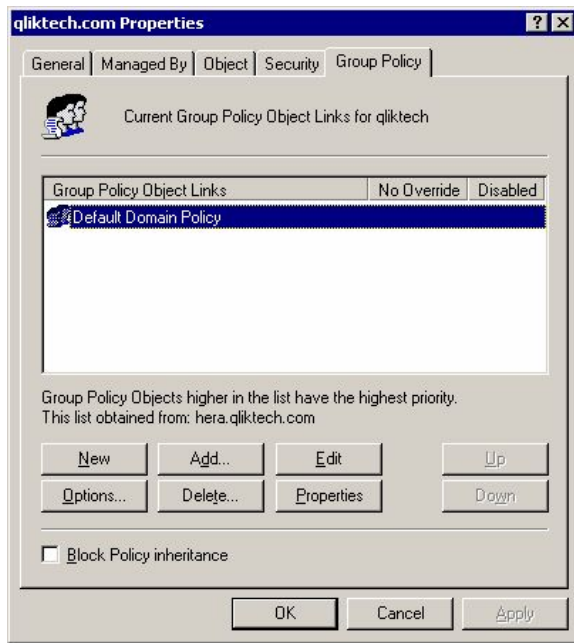 qliktech.com Properties
General Managed By Object Security Group Policy
Current Group Policy Object Links for qliktech
Group Policy Object Links No Override Disabled
Default Domain Policy
Group Policy Objects higher in the list have the highest priority.
This list obtained from: hera.qliktech.com
New Add... Edit Up
Options... Delete... Properties Down
Block Policy inheritance
OK Cancel Apply